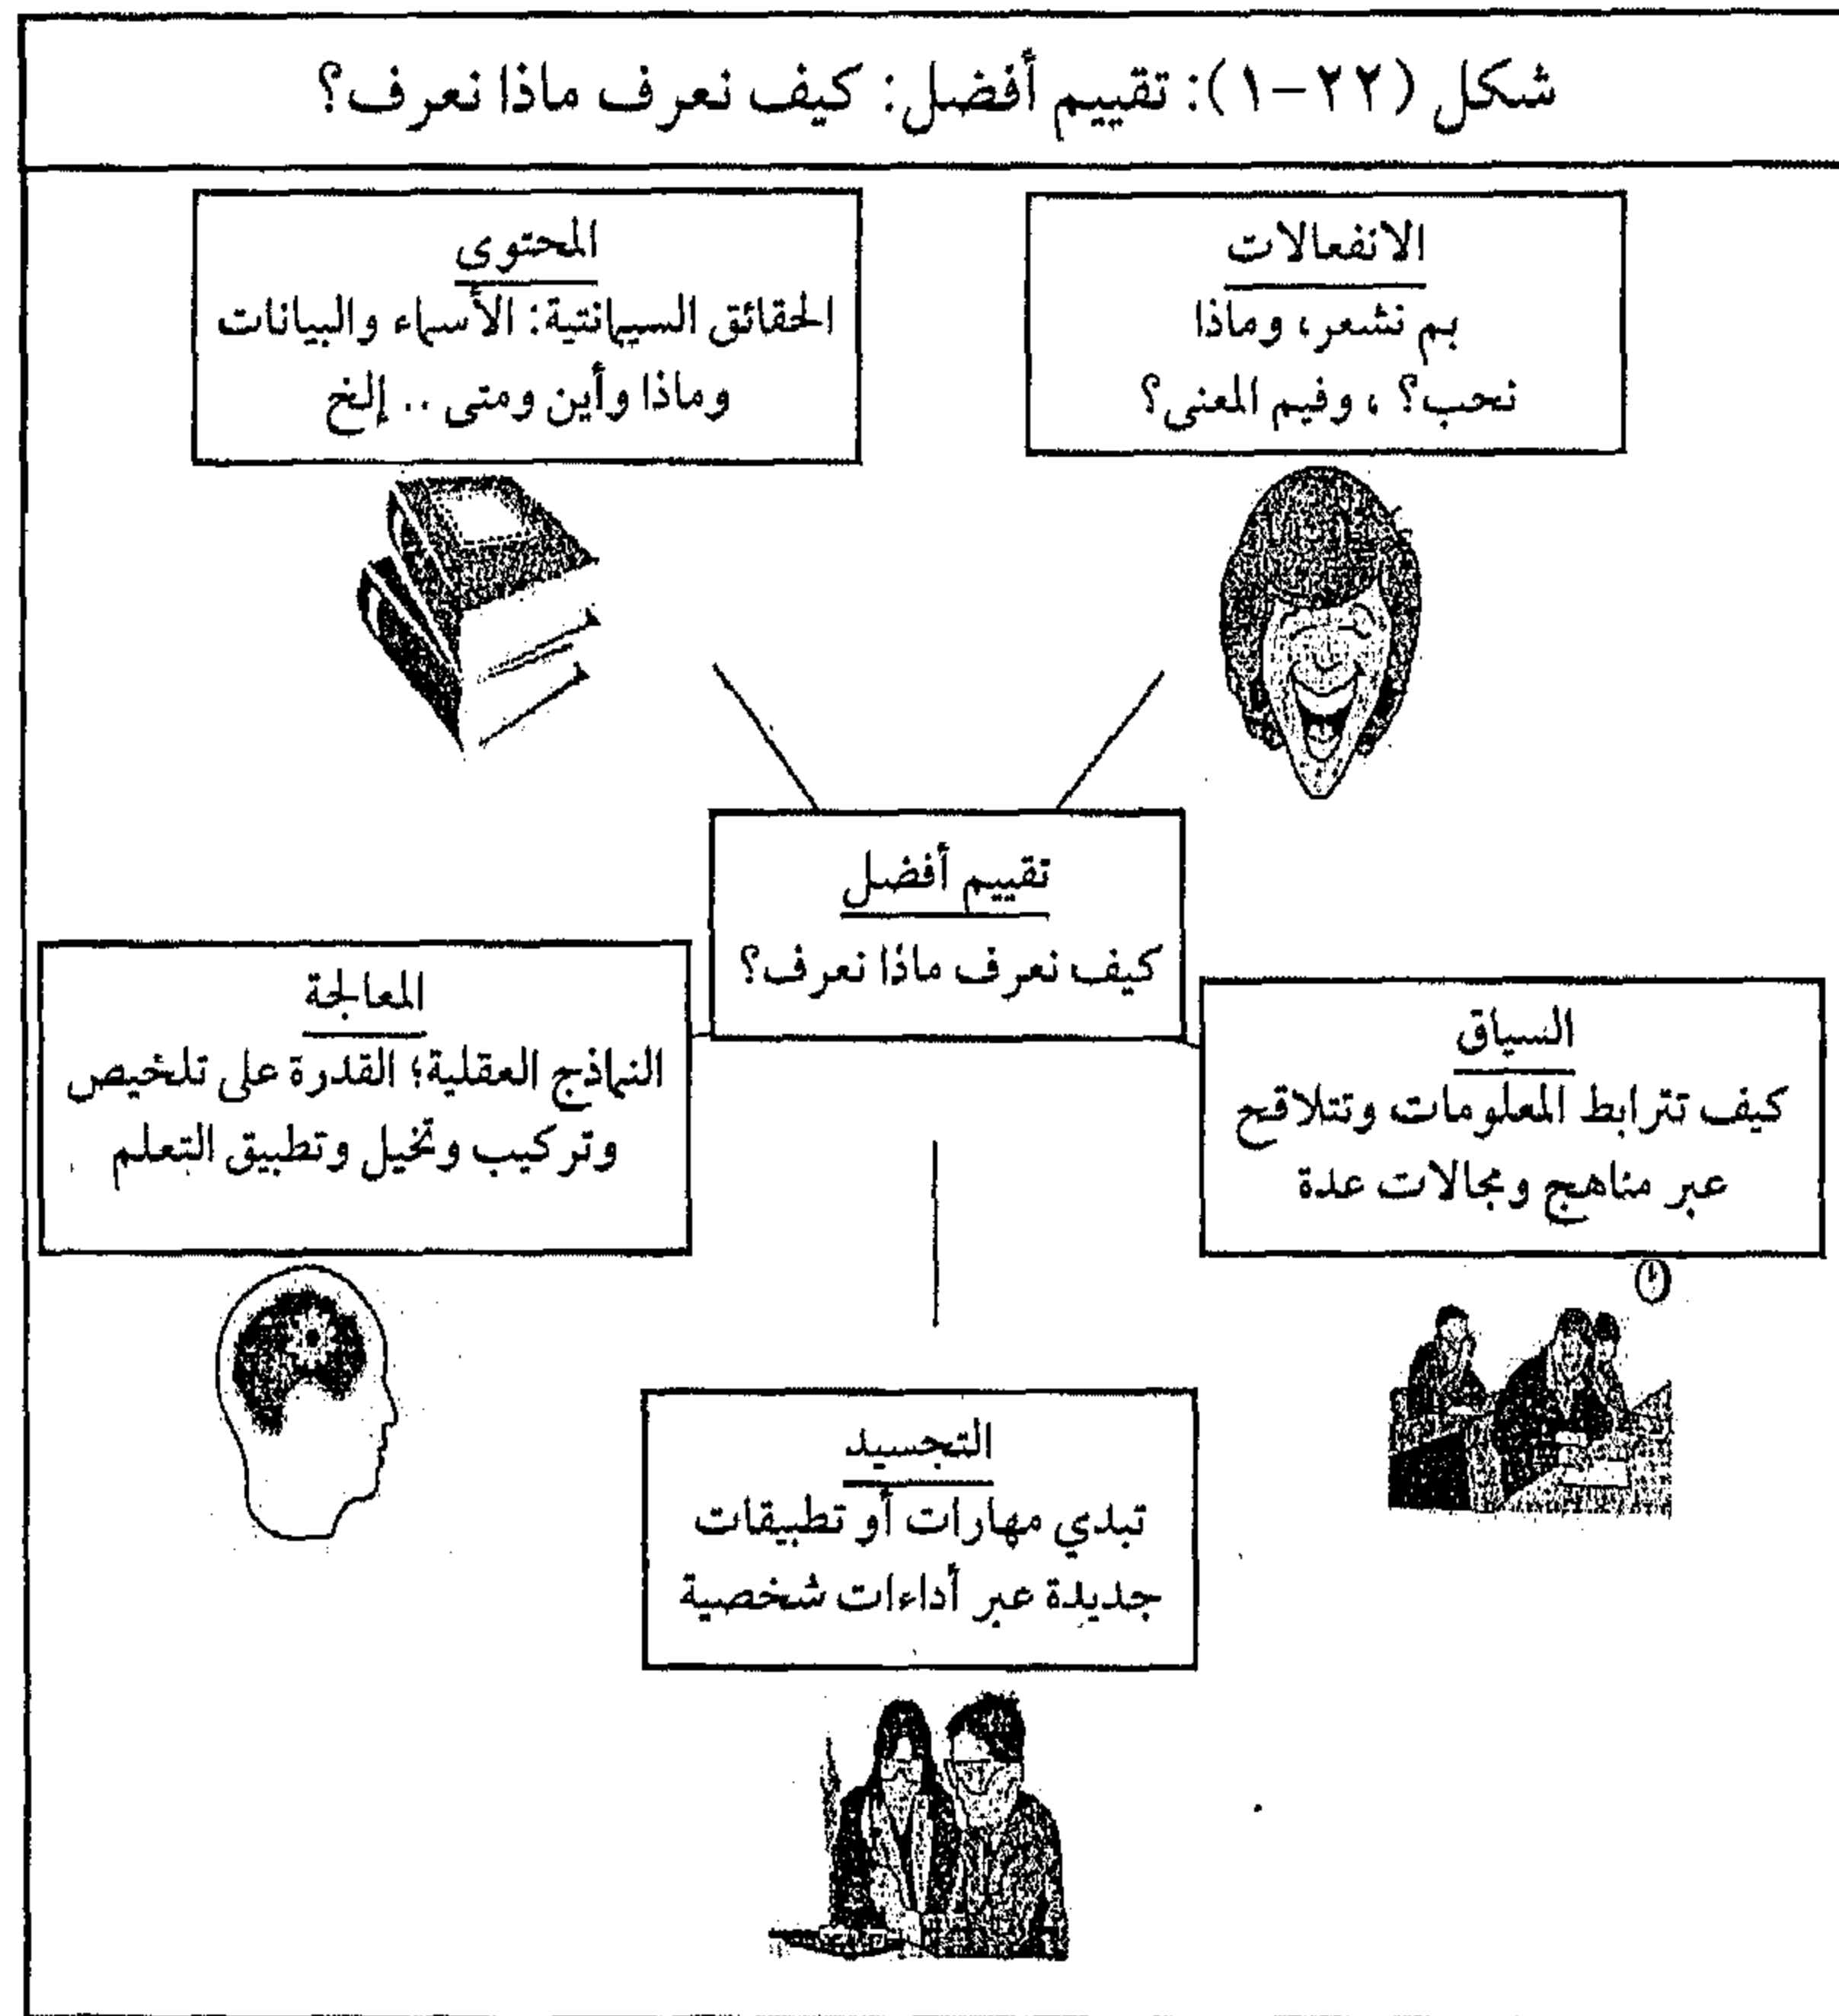 شكل (٢٢-١): تقييم أفضل: كيف نعرف ماذا نعرف؟
الانفعالات
بم نشعر، وماذا
نحب؟ ، وفيم المعنى؟
المحتوى
الحقائق السيمانتية: الأسماء والبيانات
وماذا وأين ومتى .. إلخ
تقييم أفضل
كيف نعرف ماذا نعرف؟
السياق
كيف تترابط المعلومات وتتلاقح
عبر مناهج ومجالات عدة
المعالجة
النماذج العقلية؛ القدرة على تلخيص
وتركيب وتخيل وتطبيق التعلم
التجسيد
تبدي مهارات أو تطبيقات
جديدة عبر أداءات شخصية